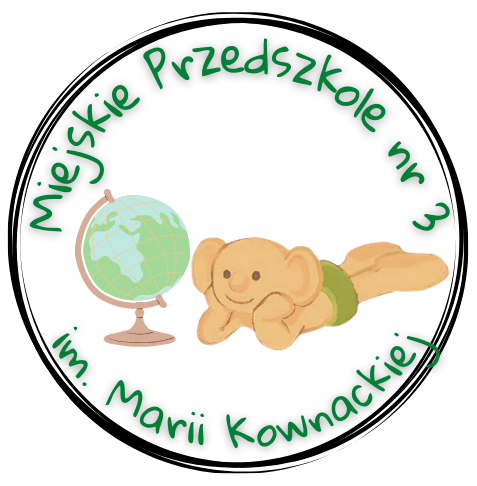 Miejskie Przedszkole nr 3
im. Marii Kownackiej